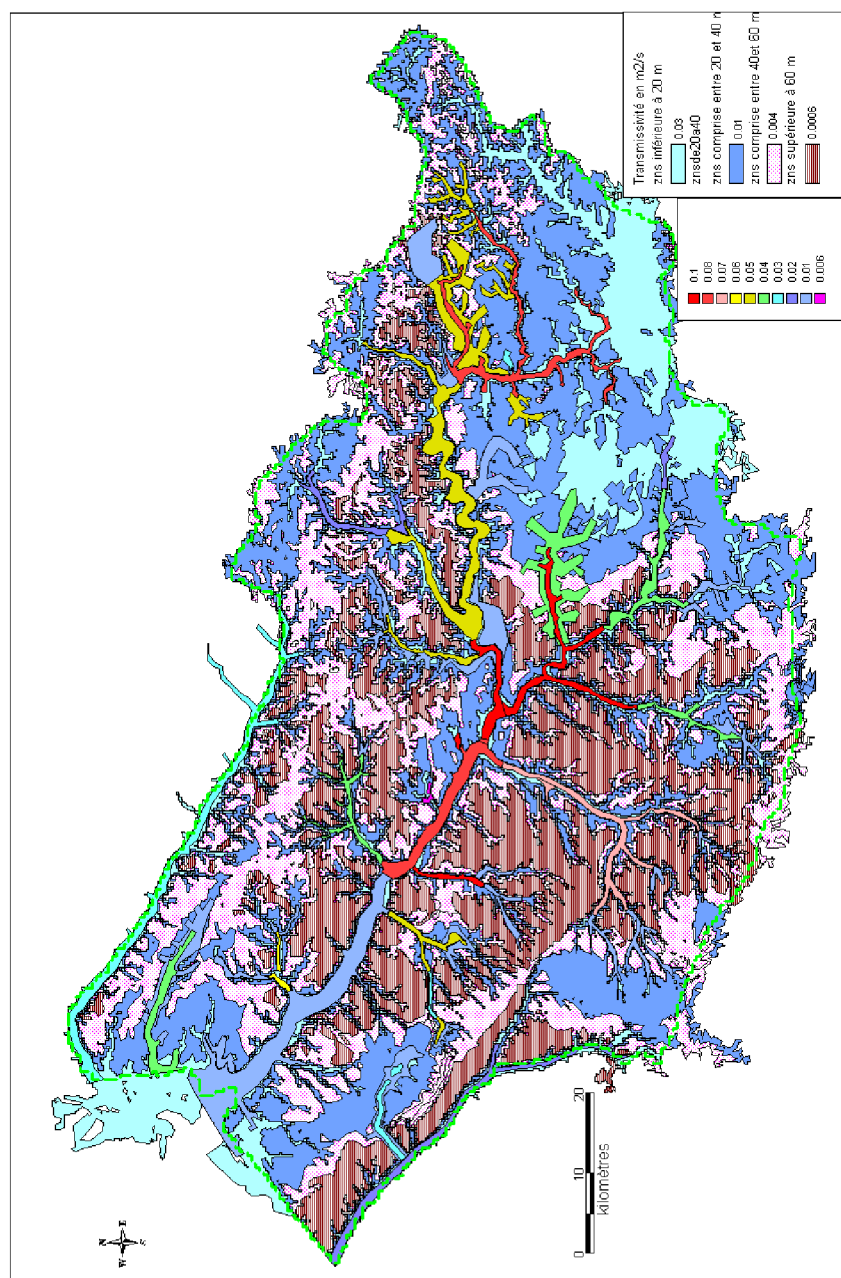 Transmissivité en m2/s
zns inférieure à 20 m
0.03
znsde20a40
zns comprise entre 20 et 40 n
0.01
zns comprise entre 40et 60 m
0.004
zns supérieure à 60 m
0.0006
0.1
0.08
0.07
0.06
0.05
0.04
0.03
0.02
0.01
0.006
0 10 20
kilomètres
N
E
S
W